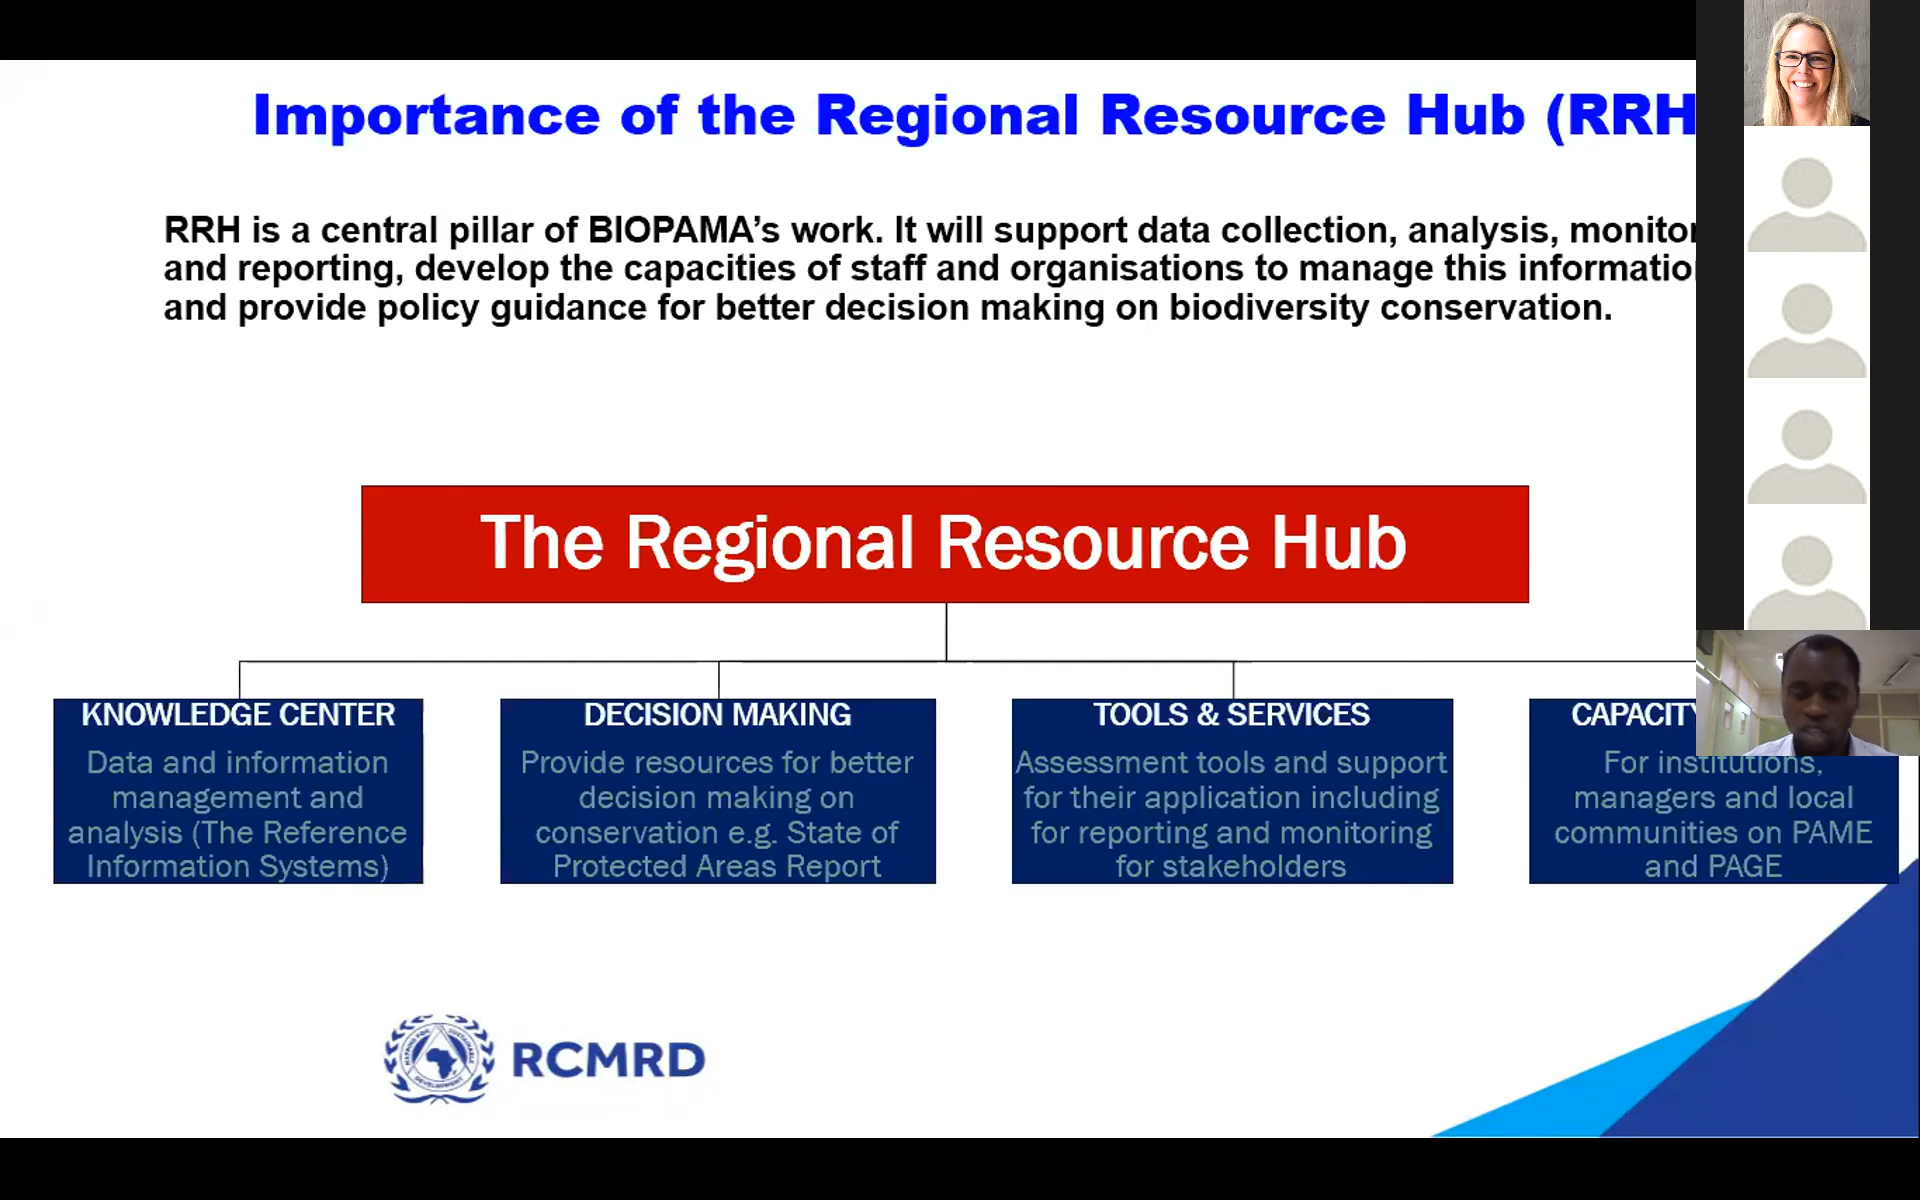 Importance of the Regional Resource Hub (RRH
RRH is a central pillar of BIOPAMA’s work. It will support data collection, analysis,
and reporting, develop the capacities of staff and organisations to manage this
and provide policy guidance for better decision making on biodiversity conservation.
The Regional Resource Hub
KNOWLEDGE CENTER
Data and information
management and
analysis (The Reference
Information Systems)
DECISION MAKING
Provide resources for better
decision making on
conservation e.g. State of
Protected Areas Report
TOOLS & SERVICES
Assessment tools and support
for their application including
for reporting and monitoring
for stakeholders
CAPACITY
For institutions,
managers and local
communities on PAME
and PAGE
RCMRD